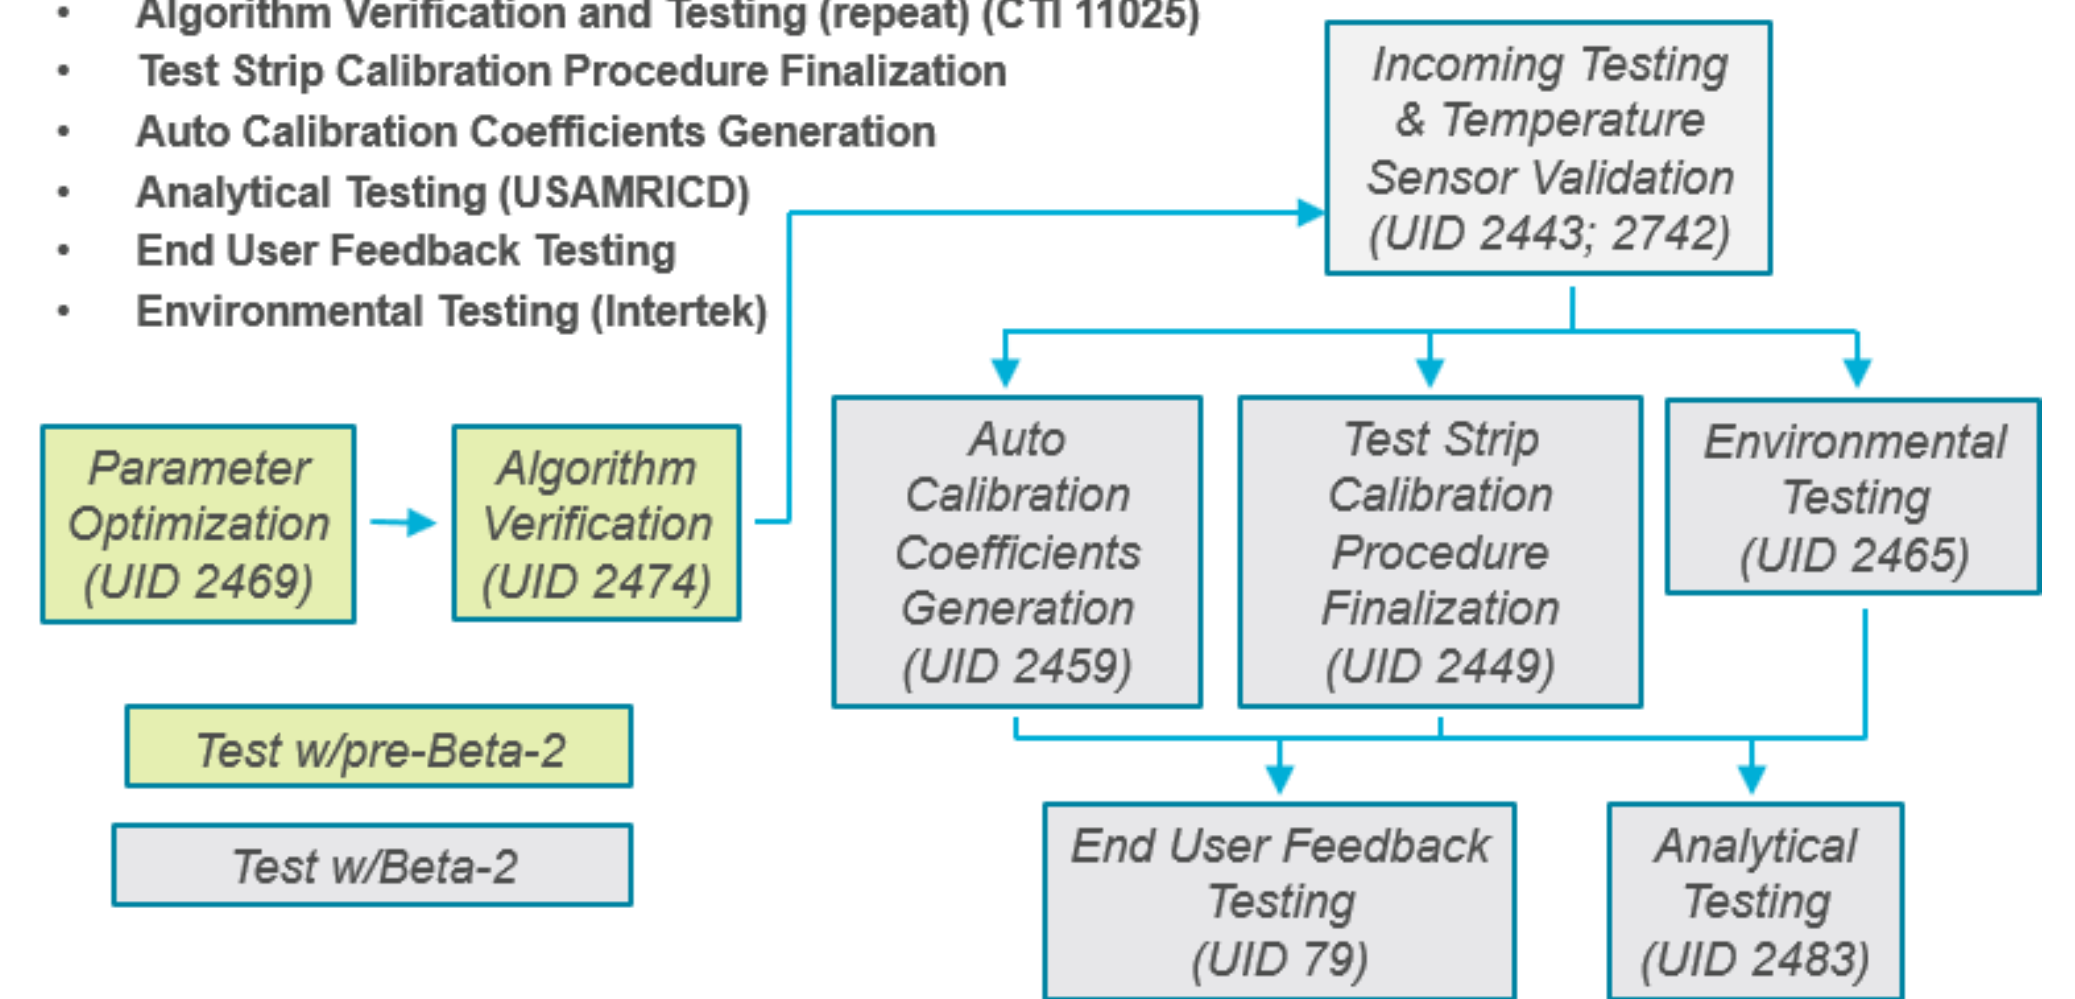 • Algorithm Verification and Testing (repeat) (CTI 11025)
• Test Strip Calibration Procedure Finalization
• Auto Calibration Coefficients Generation
• Analytical Testing (USAMRICD)
• End User Feedback Testing
• Environmental Testing (Intertek)
Incoming Testing
& Temperature
Sensor Validation
(UID 2443; 2742)
Parameter
Optimization
(UID 2469)
Algorithm
Verification
(UID 2474)
Auto
Calibration
Coefficients
Generation
(UID 2459)
Test Strip
Calibration
Procedure
Finalization
(UID 2449)
Environmental
Testing
(UID 2465)
Test w/pre-Beta-2
Test w/Beta-2
End User Feedback
Testing
(UID 79)
Analytical
Testing
(UID 2483)